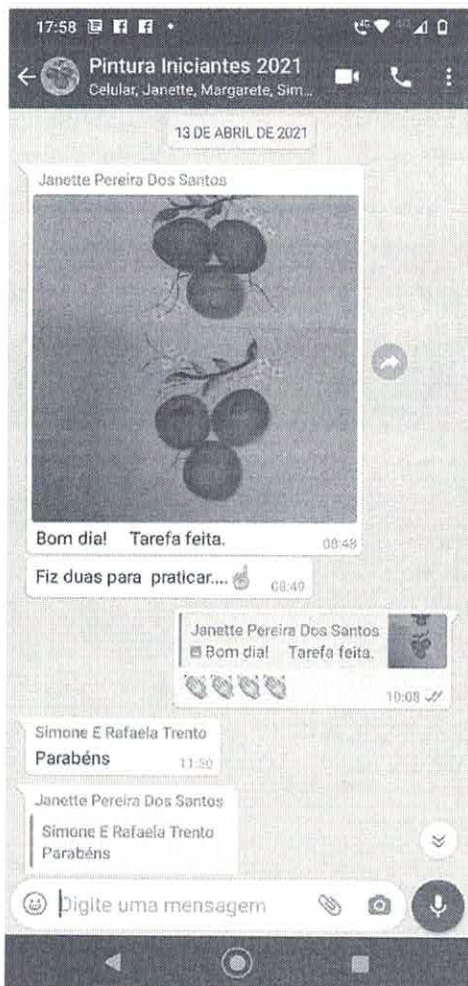 17:58
4G
Pintura Iniciantes 2021
Celular, Janette, Margarete, Sim...
13 DE ABRIL DE 2021
Janette Pereira Dos Santos
Bom dia! Tarefa feita.
08:48
Fiz duas para praticar....
08:49
Janette Pereira Dos Santos
Bom dia! Tarefa feita.
10:08
Simone E Rafaela Trento
Parabéns
11:50
Janette Pereira Dos Santos
Simone E Rafaela Trento
Parabéns
Digite uma mensagem